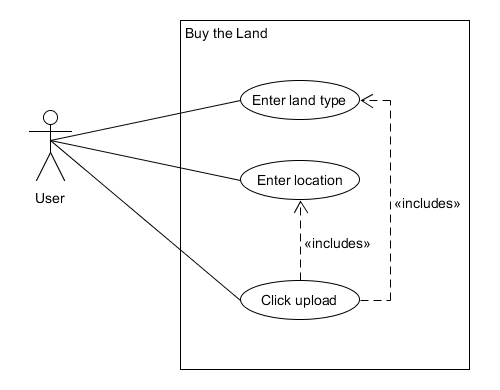 Buy the Land
Enter land type
Enter location
User
«includes»
«includes»
Click upload